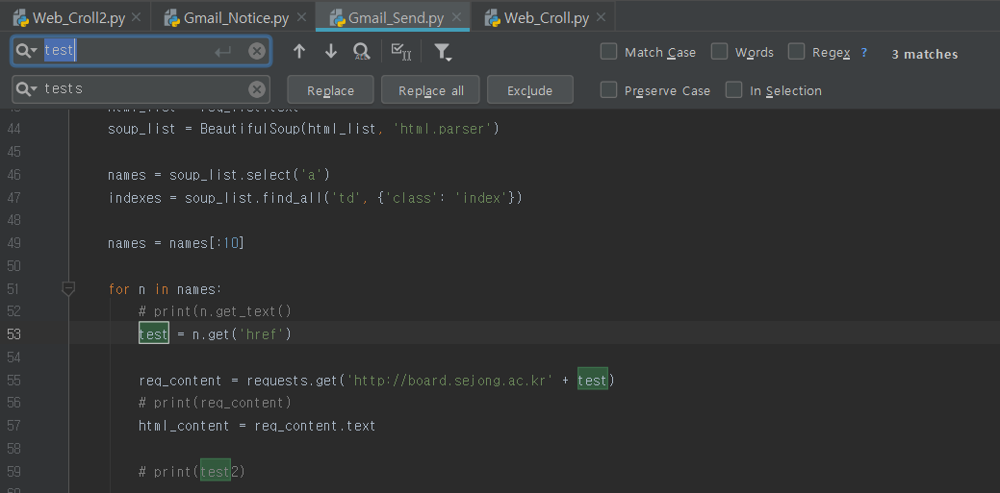 Web_Croll2.py Gmail_Notice.py Gmail_Send.py Web_Croll.py
test Match Case Words Regex ? 3 matches
tests Replace Replace all Exclude Preserve Case In Selection
44 soup_list = BeautifulSoup(html_list, 'html.parser')
45
46 names = soup_list.select('a')
47 indexes = soup_list.find_all('td', {'class': 'index'})
48
49 names = names[:10]
50
51 for n in names:
52 # print(n.get_text()
53 test = n.get('href')
54
55 req_content = requests.get('http://board.sejong.ac.kr' + test)
56 # print(req_content)
57 html_content = req_content.text
58
59 # print(test2)